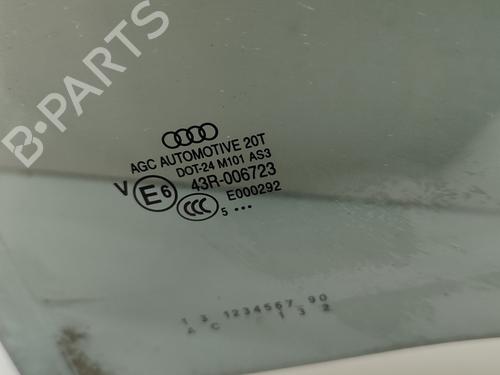 B-PARTS
AGC AUTOMOTIVE 20T
DOT-24 M101 AS3
V E6 43R-006723
CCC E000292
5 •••
1 3 1234567 90
A C 1 3 2